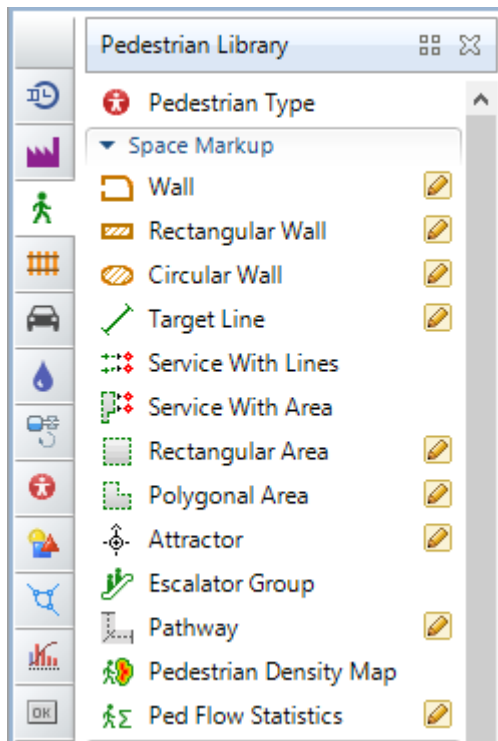 Pedestrian Library
Pedestrian Type
Space Markup
Wall
Rectangular Wall
Circular Wall
Target Line
Service With Lines
Service With Area
Rectangular Area
Polygonal Area
Attractor
Escalator Group
Pathway
Pedestrian Density Map
Ped Flow Statistics
OK